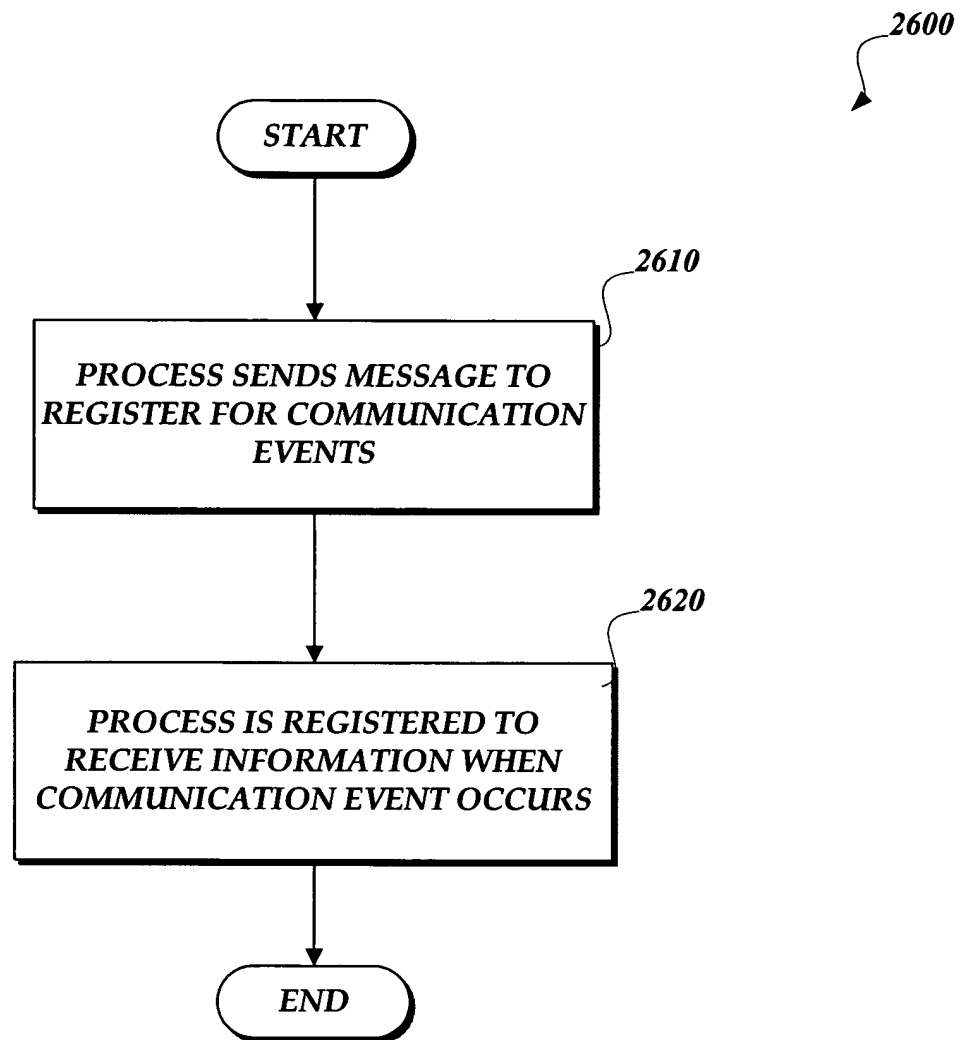 2600
START
2610
PROCESS SENDS MESSAGE TO
REGISTER FOR COMMUNICATION
EVENTS
2620
PROCESS IS REGISTERED TO
RECEIVE INFORMATION WHEN
COMMUNICATION EVENT OCCURS
END